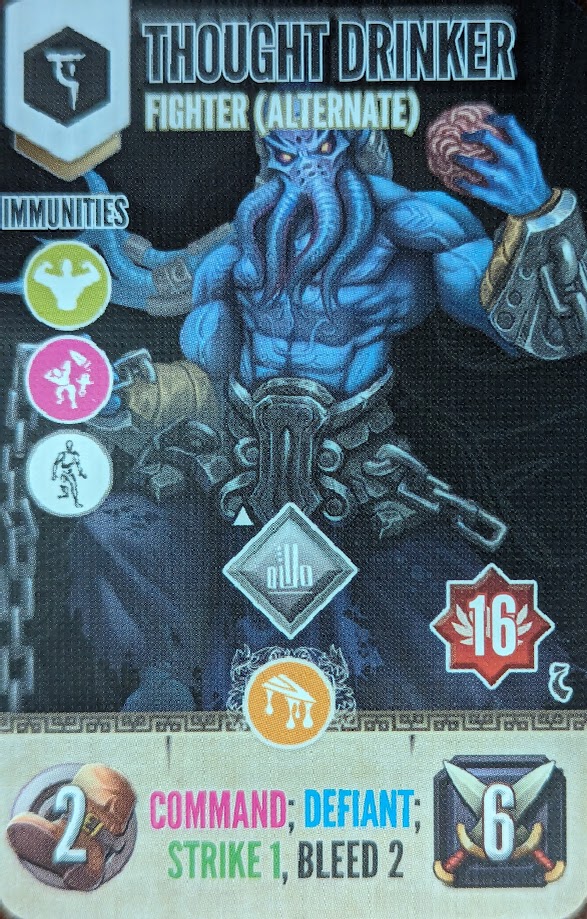 THOUGHT DRINKER
FIGHTER (ALTERNATE)
IMMUNITIES
16
2
COMMAND; DEFIANT;
6
STRIKE 1, BLEED 2